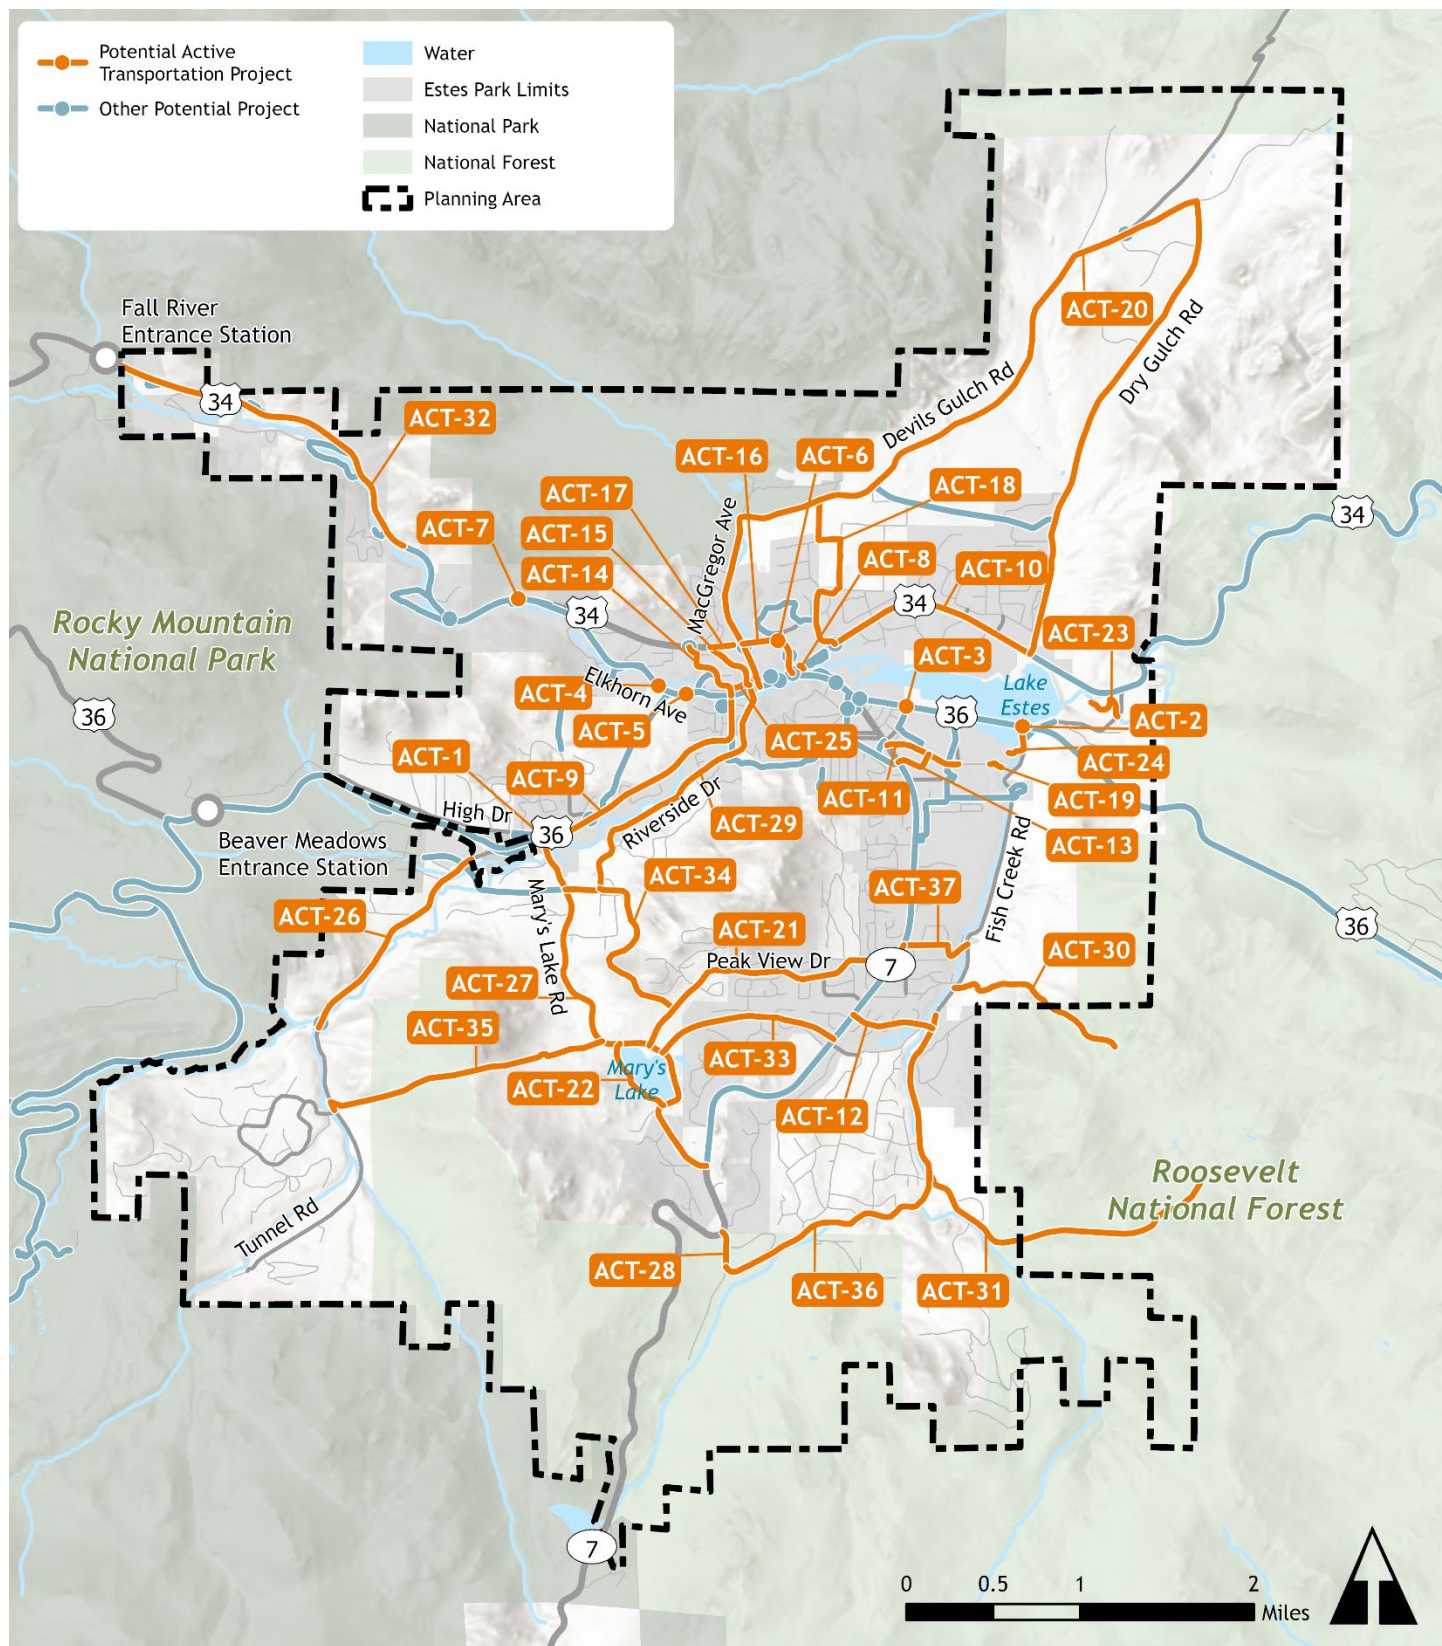 Potential Active
Transportation Project
Other Potential Project
Water
Estes Park Limits
National Park
National Forest
Planning Area
Fall River
Entrance Station
34
ACT-32
ACT-20
Devils Gulch Rd
Dry Gulch Rd
ACT-16
ACT-6
ACT-17
ACT-18
ACT-7
ACT-15
MacGregor Ave
34
ACT-14
ACT-8
ACT-10
34
34
Rocky Mountain
National Park
ACT-23
ACT-3
Elkhorn Ave
ACT-4
Lake
Estes
36
36
ACT-2
ACT-5
ACT-25
ACT-1
ACT-24
ACT-9
ACT-11
ACT-19
High Dr
Riverside Dr
36
ACT-29
Beaver Meadows
Entrance Station
ACT-13
Fish Creek Rd
ACT-34
ACT-37
Mary's Lake Rd
ACT-26
ACT-21
36
Peak View Dr
7
ACT-30
ACT-27
ACT-35
ACT-33
Mary's
Lake
ACT-22
ACT-12
Roosevelt
National Forest
Tunnel Rd
ACT-28
ACT-36
ACT-31
7
0 0.5 1 2
Miles